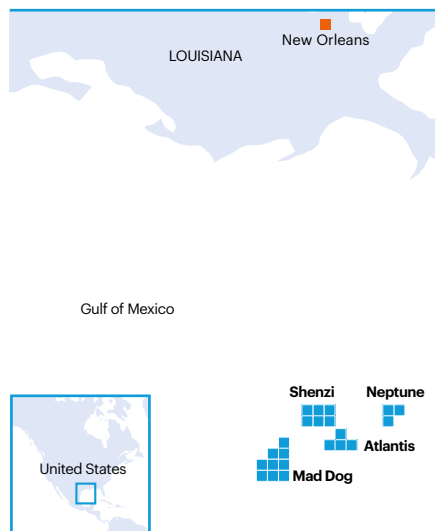 New Orleans
LOUISIANA
Gulf of Mexico
Shenzi
Neptune
Atlantis
Mad Dog
United States